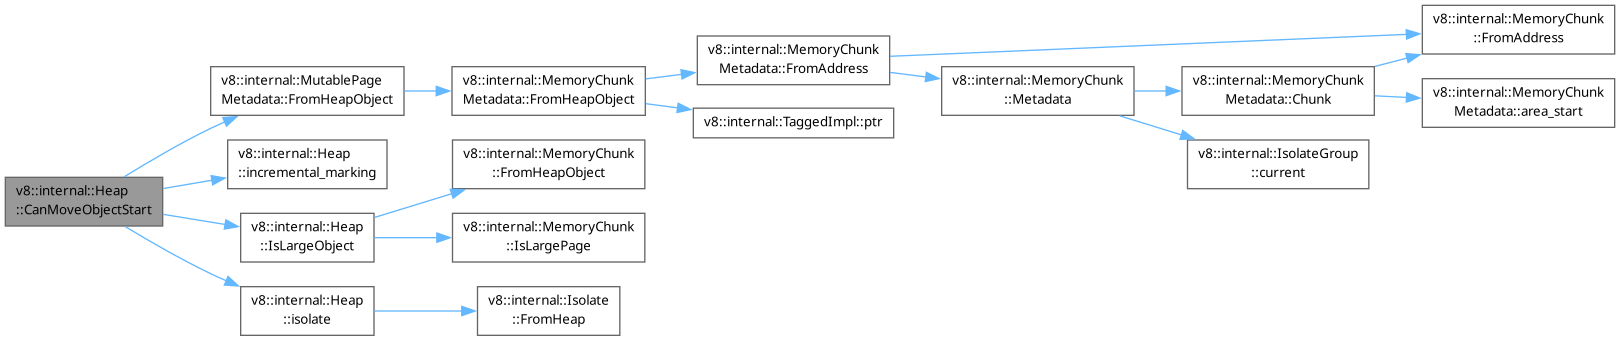 v8::internal::Heap
::CanMoveObjectStart
v8::internal::MutablePage
Metadata::FromHeapObject
v8::internal::Heap
::incremental_marking
v8::internal::Heap
::IsLargeObject
v8::internal::Heap
::isolate
v8::internal::MemoryChunk
Metadata::FromHeapObject
v8::internal::MemoryChunk
::FromHeapObject
v8::internal::MemoryChunk
::IsLargePage
v8::internal::Isolate
::FromHeap
v8::internal::MemoryChunk
Metadata::FromAddress
v8::internal::TaggedImpl::ptr
v8::internal::MemoryChunk
::Metadata
v8::internal::MemoryChunk
Metadata::Chunk
v8::internal::IsolateGroup
::current
v8::internal::MemoryChunk
::FromAddress
v8::internal::MemoryChunk
Metadata::area_start